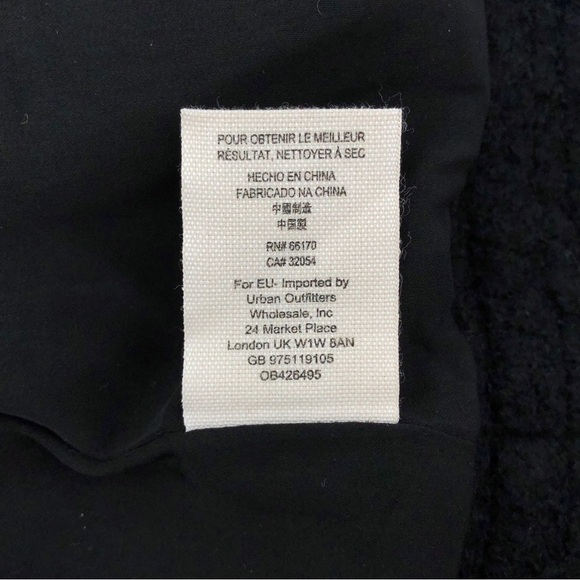 POUR OBTENIR LE MEILLEUR
RÉSULTAT, NETTOYER À SEC
HECHO EN CHINA
FABRICADO NA CHINA
中國制造
中国製
RN# 66170
CA# 32054
For EU- Imported by
Urban Outfitters
Wholesale, Inc
24 Market Place
London UK W1W 8AN
GB 975119105
OB426495